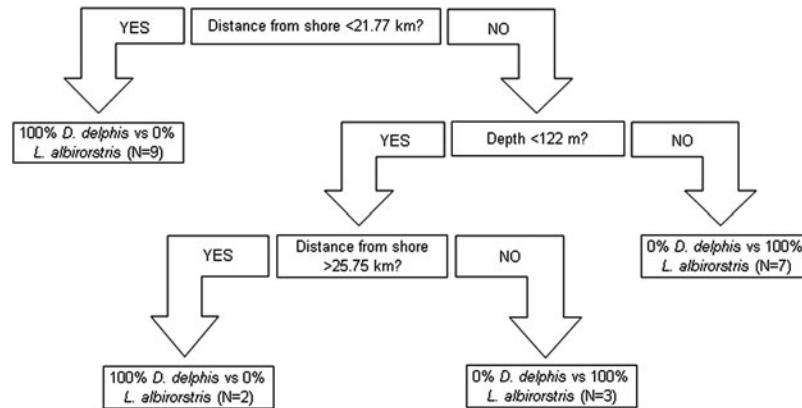 YES
Distance from shore <21.77 km?
NO
100% D. delphis vs 0%
L. albirorstris (N=9)
YES
Depth <122 m?
NO
YES
Distance from shore
>25.75 km?
NO
0% D. delphis vs 100%
L. albirorstris (N=7)
100% D. delphis vs 0%
L. albirorstris (N=2)
0% D. delphis vs 100%
L. albirorstris (N=3)